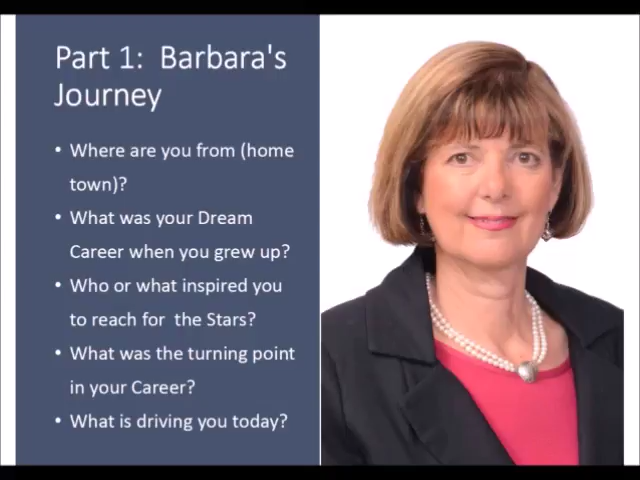 Part 1:  Barbara's
Journey
• Where are you from (home
town)?
• What was your Dream
Career when you grew up?
• Who or what inspired you
to reach for  the Stars?
• What was the turning point
in your Career?
• What is driving you today?